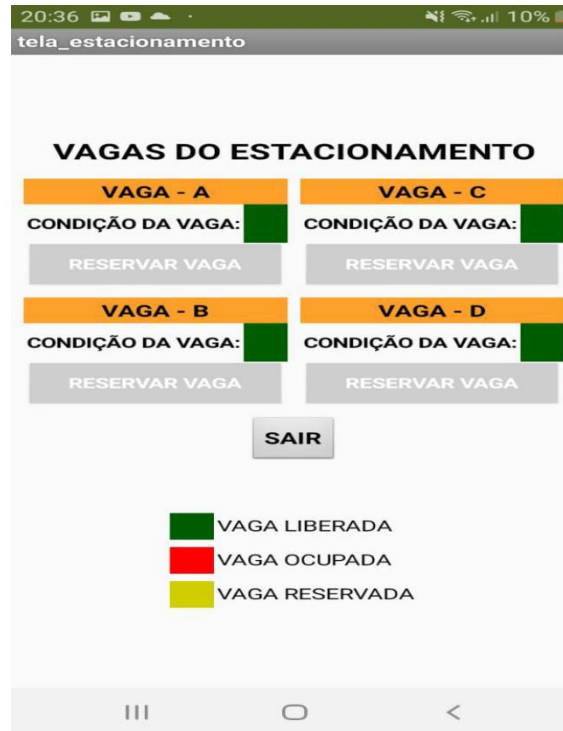 20:36 10%
tela_estacionamento
VAGAS DO ESTACIONAMENTO
VAGA - A
CONDIÇÃO DA VAGA:
RESERVAR VAGA
VAGA - C
CONDIÇÃO DA VAGA:
RESERVAR VAGA
VAGA - B
CONDIÇÃO DA VAGA:
RESERVAR VAGA
VAGA - D
CONDIÇÃO DA VAGA:
RESERVAR VAGA
SAIR
VAGA LIBERADA
VAGA OCUPADA
VAGA RESERVADA